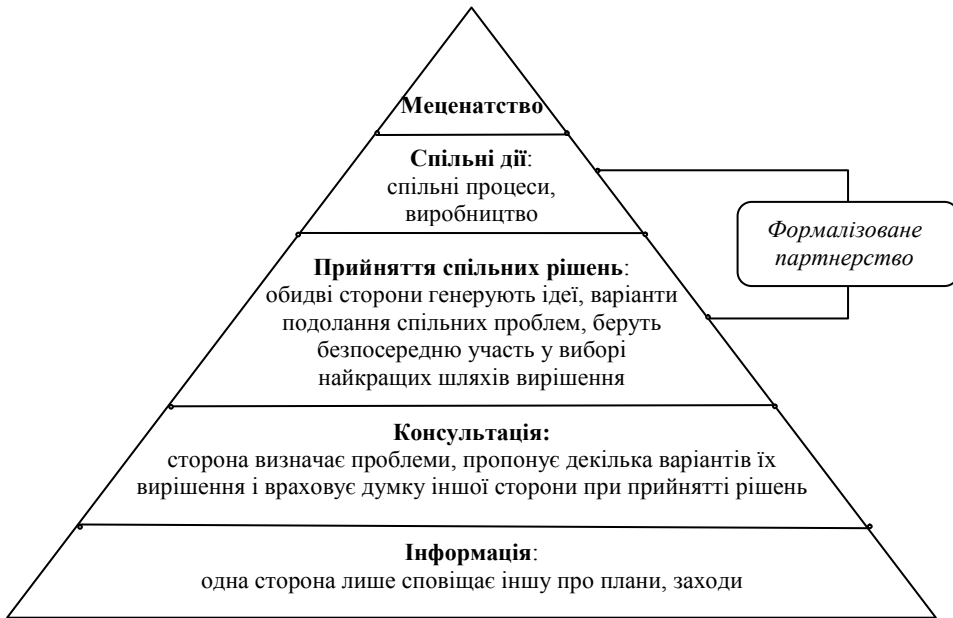 Меценатство
Спільні дії:
спільні процеси,
виробництво
Формалізоване
партнерство
Прийняття спільних рішень:
обидві сторони генерують ідеї, варіанти
подолання спільних проблем, беруть
безпосередню участь у виборі
найкращих шляхів вирішення
Консультація:
сторона визначає проблеми, пропонує декілька варіантів їх
вирішення і враховує думку іншої сторони при прийнятті рішень
Інформація:
одна сторона лише сповіщає іншу про плани, заходи